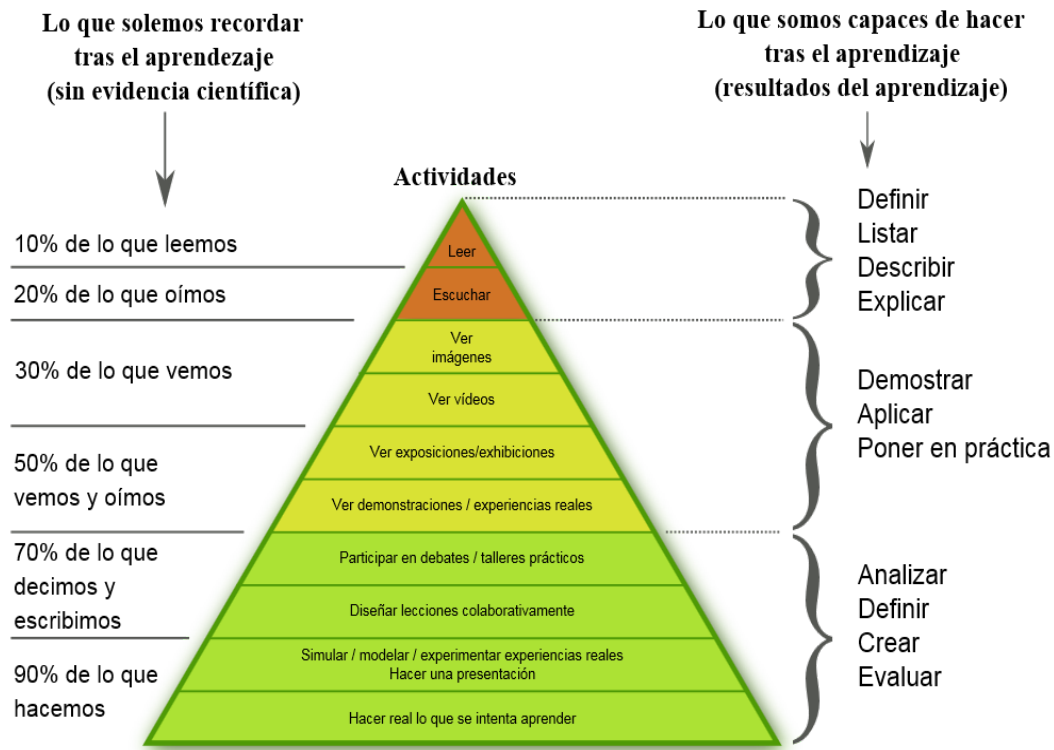 Lo que solemos recordar
tras el aprendezaje
(sin evidencia científica)
Lo que somos capaces de hacer
tras el aprendizaje
(resultados del aprendizaje)
Actividades
10% de lo que leemos
20% de lo que oímos
30% de lo que vemos
50% de lo que
vemos y oímos
70% de lo que
decimos y
escribimos
90% de lo que
hacemos
Leer
Escuchar
Ver
imágenes
Ver vídeos
Ver exposiciones/exhibiciones
Ver demonstraciones / experiencias reales
Participar en debates / talleres prácticos
Diseñar lecciones colaborativamente
Simular / modelar / experimentar experiencias reales
Hacer una presentación
Hacer real lo que se intenta aprender
Definir
Listar
Describir
Explicar
Demostrar
Aplicar
Poner en práctica
Analizar
Definir
Crear
Evaluar